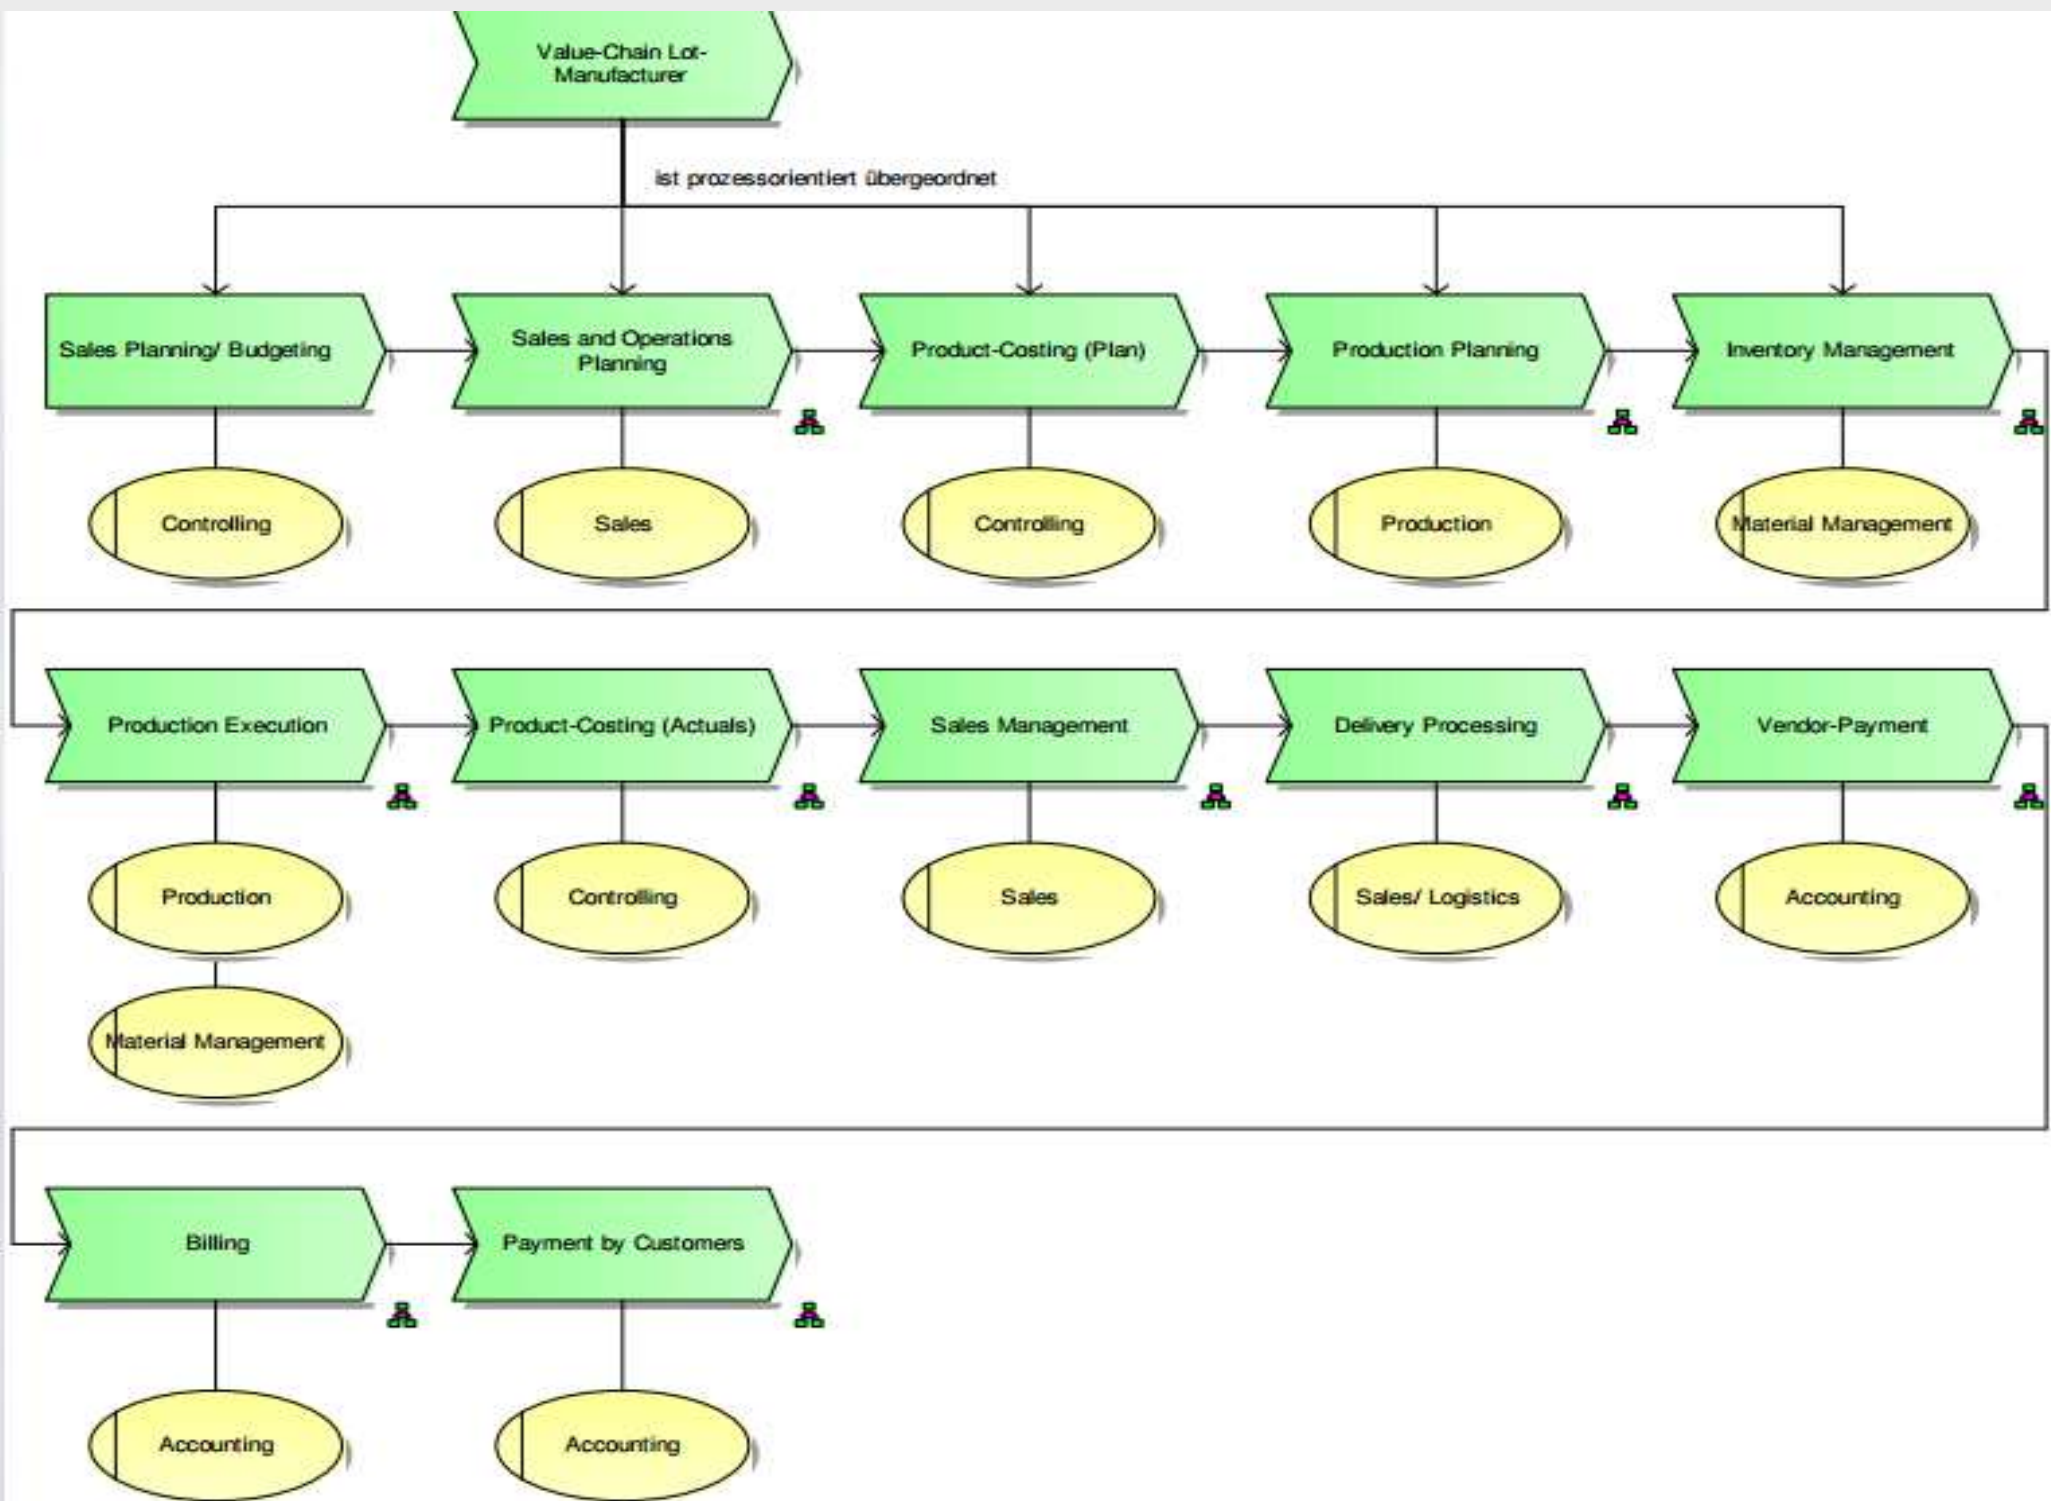 Value-Chain Lot-
Manufacturer
ist prozessorientiert übergeordnet
Sales Planning/ Budgeting
Sales and Operations
Planning
Product-Costing (Plan)
Production Planning
Inventory Management
Controlling
Sales
Controlling
Production
Material Management
Production Execution
Product-Costing (Actuals)
Sales Management
Delivery Processing
Vendor-Payment
Production
Controlling
Sales
Sales/ Logistics
Accounting
Material Management
Billing
Payment by Customers
Accounting
Accounting